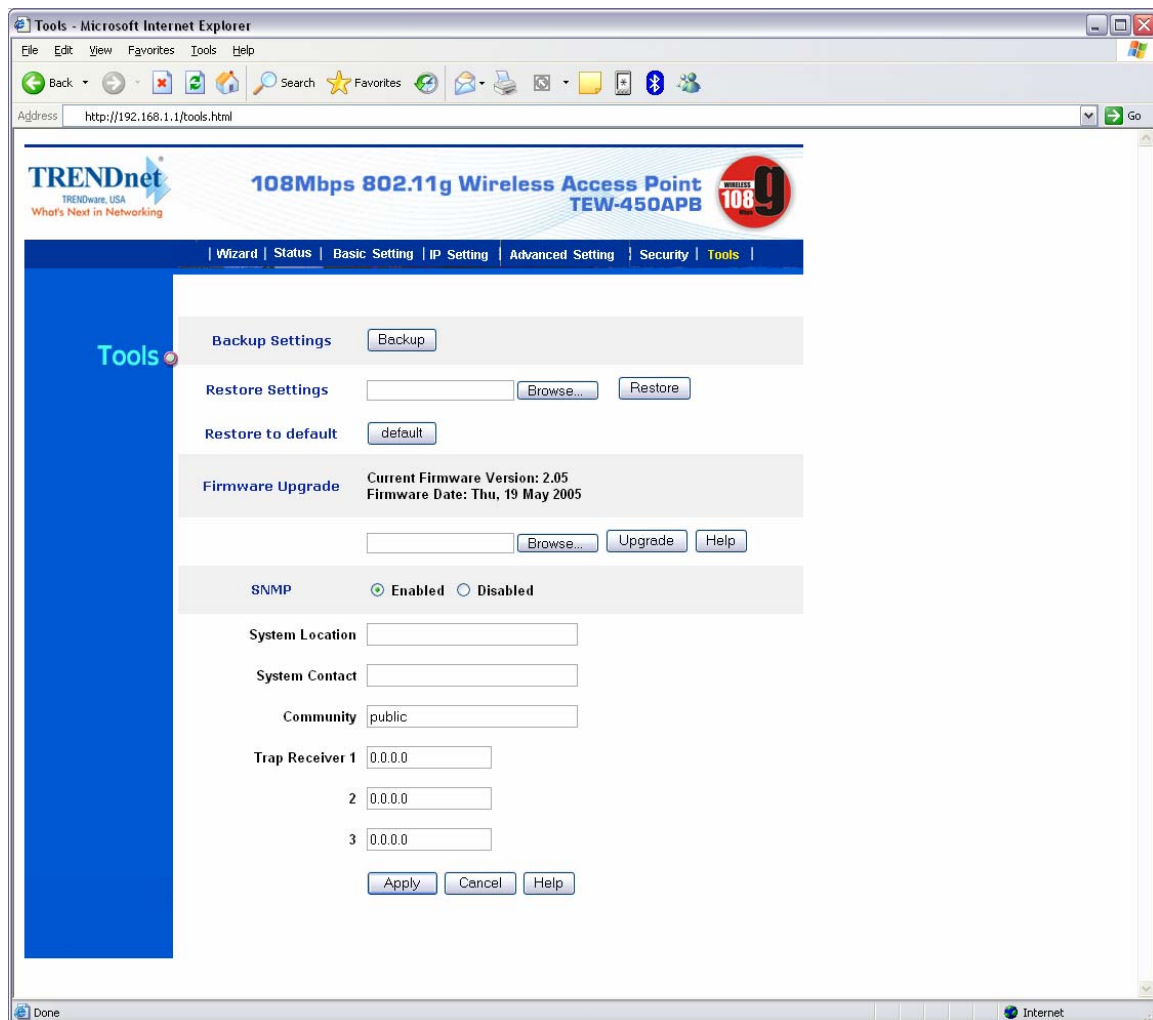 Tools - Microsoft Internet Explorer
File Edit View Favorites Tools Help
Back Search Favorites
Address http://192.168.1.1/tools.html Go
TRENDnet
TRENDware, USA
What's Next in Networking
108Mbps 802.11g Wireless Access Point
TEW-450APB
WIRELESS
108
Mbps
g
| Wizard | Status | Basic Setting | IP Setting | Advanced Setting | Security | Tools |
Tools
Backup Settings Backup
Restore Settings Browse... Restore
Restore to default default
Firmware Upgrade
Current Firmware Version: 2.05
Firmware Date: Thu, 19 May 2005
Browse... Upgrade Help
SNMP Enabled Disabled
System Location
System Contact
Community public
Trap Receiver 1 0.0.0.0
2 0.0.0.0
3 0.0.0.0
Apply Cancel Help
Done Internet